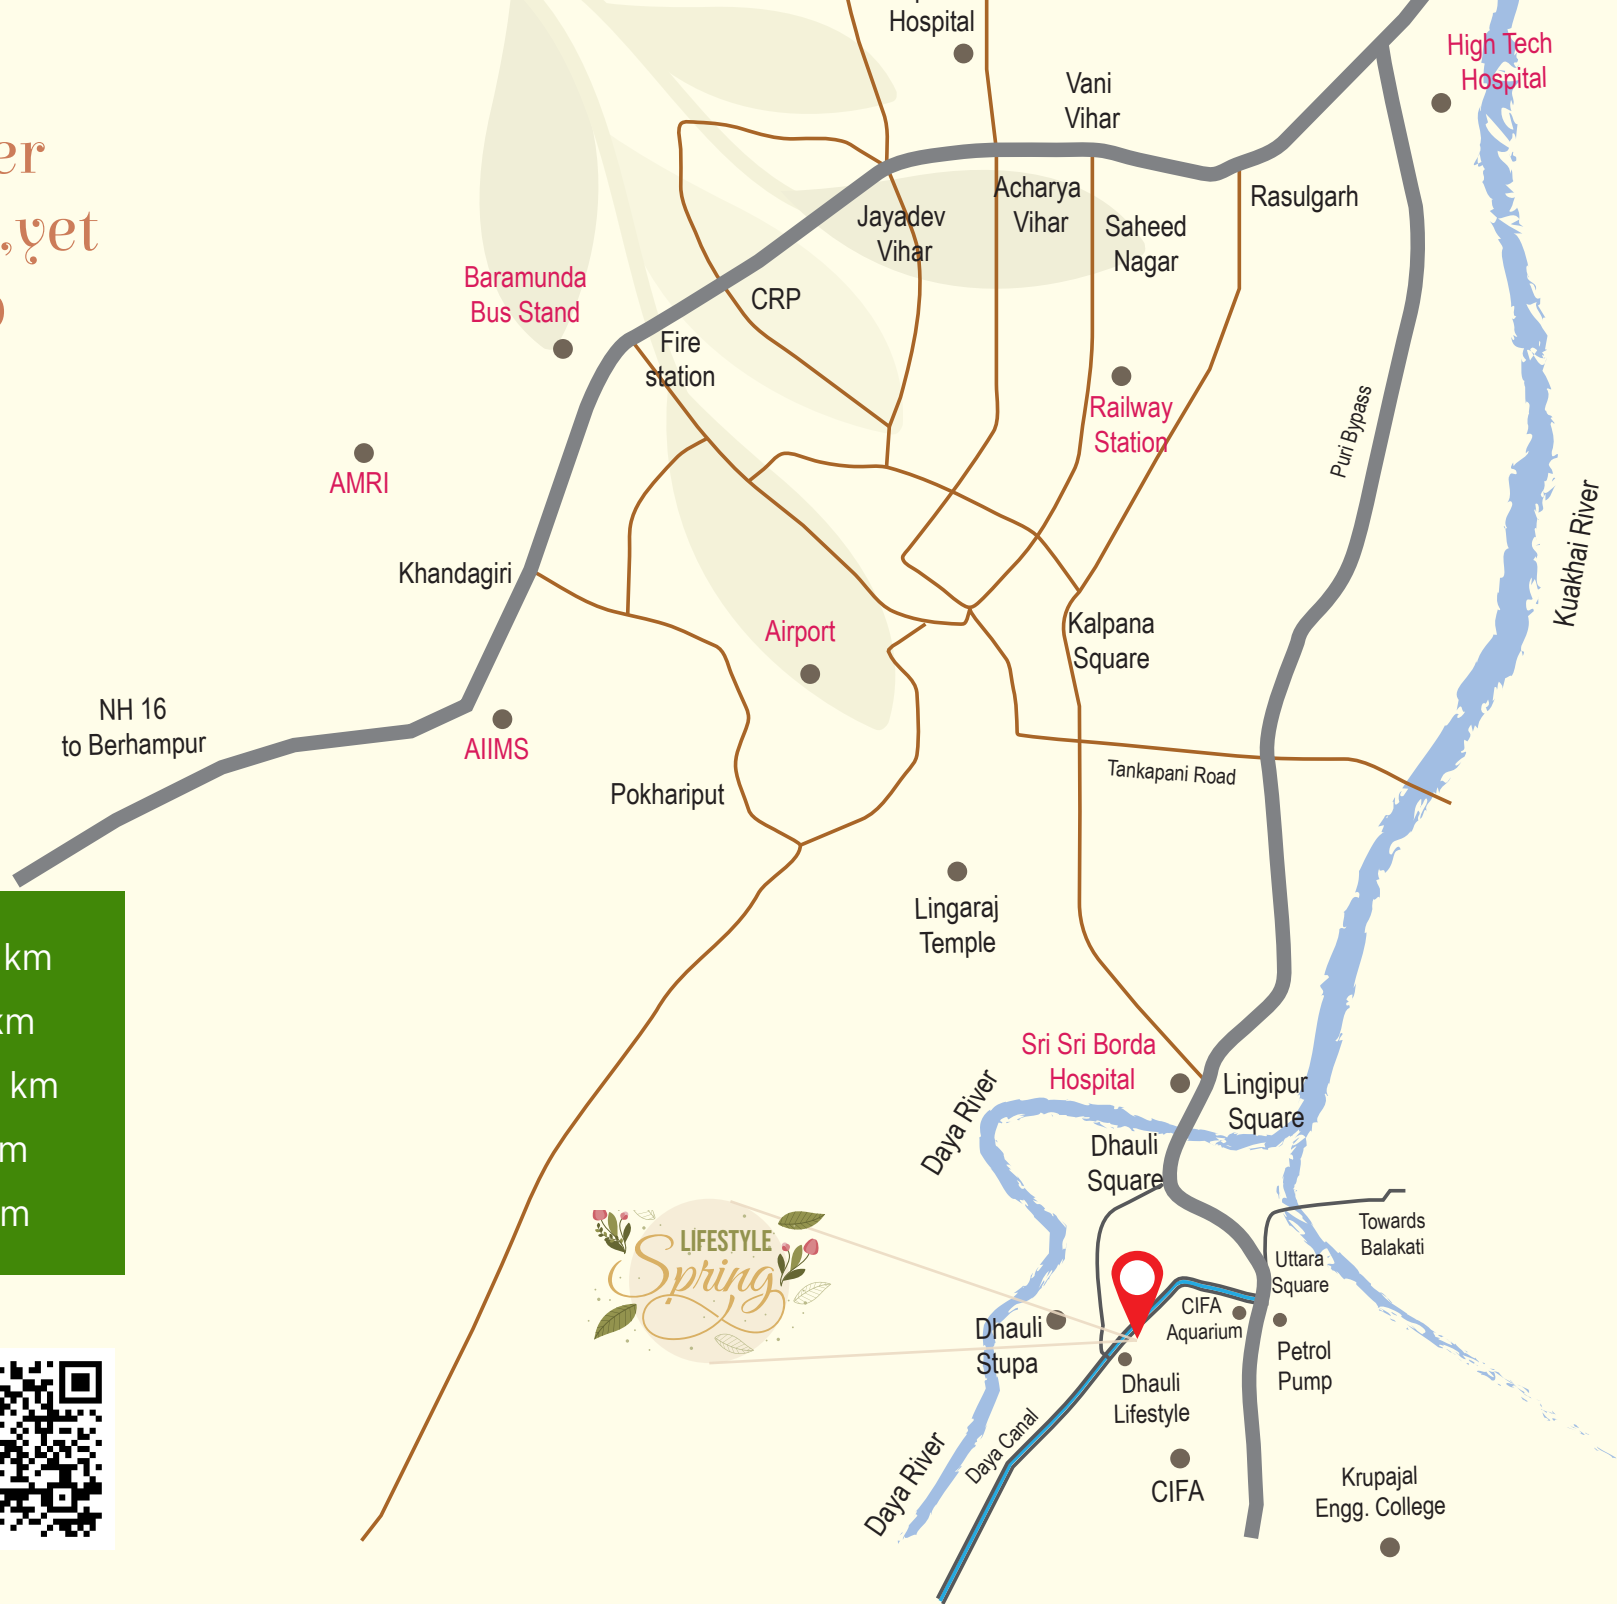 Hospital
High Tech
Hospital
Vani
Vihar
er
,yet
Acharya
Vihar
Rasulgarh
Jayadev
Vihar
Saheed
Nagar
Baramunda
Bus Stand
CRP
Fire
station
Railway
Station
Puri Bypass
AMRI
Kuakhai River
Khandagiri
Airport
Kalpana
Square
NH 16
to Berhampur
AIIMS
Tankapani Road
Pokhariput
Lingaraj
Temple
km
km
km
m
m
Sri Sri Borda
Hospital
Lingipur
Square
Daya River
Dhauli
Square
Towards
Balakati
LIFESTYLE
Spring
Uttara
Square
CIFA
Aquarium
Dhauli
Stupa
Petrol
Pump
Dhauli
Lifestyle
Daya Canal
Daya River
CIFA
Krupajal
Engg. College